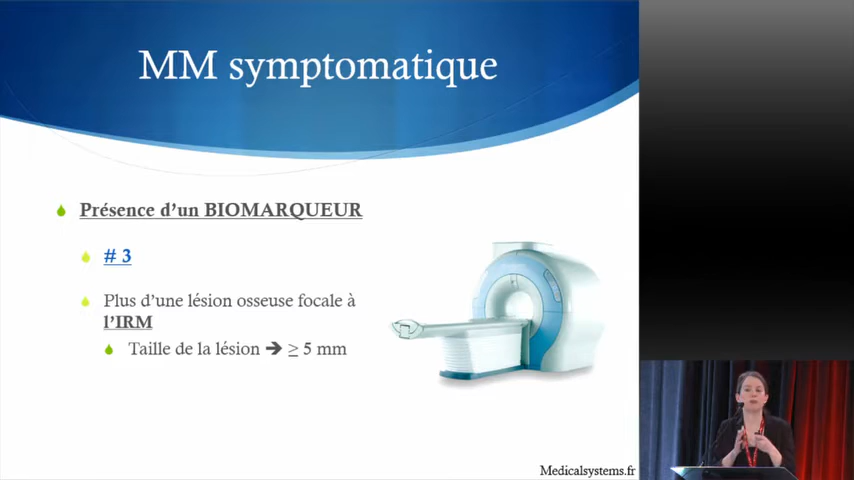 MM symptomatique
Présence d'un BIOMARQUEUR
# 3
Plus d'une lésion osseuse focale à
l'IRM
Taille de la lésion ➔ ≥ 5 mm
Medicalsystems.fr